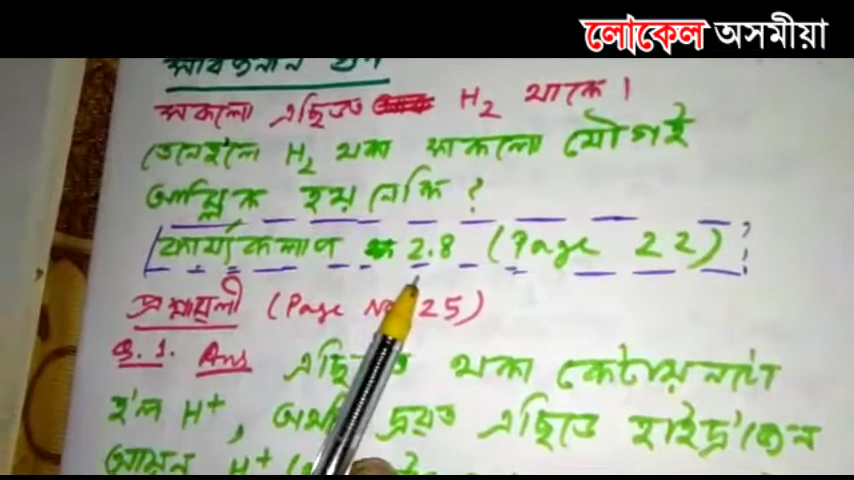 লোকেল অসমীয়া
সকলো এছিডত H2 থাকে।
তেনেহ'লে H2 থকা সকলো যৌগই
আম্লিক হয় নেকি?
কাৰ্য্যকলাপ 2.8 (Page 22)
প্ৰশ্নাৱলী (Page No 25)
Q.1. Ans এছিডত থকা কেটায়নটো
হ'ল H+, অৰ্থাৎ দ্ৰৱত এছিডে হাইড্ৰ'জেন
আয়ন H+